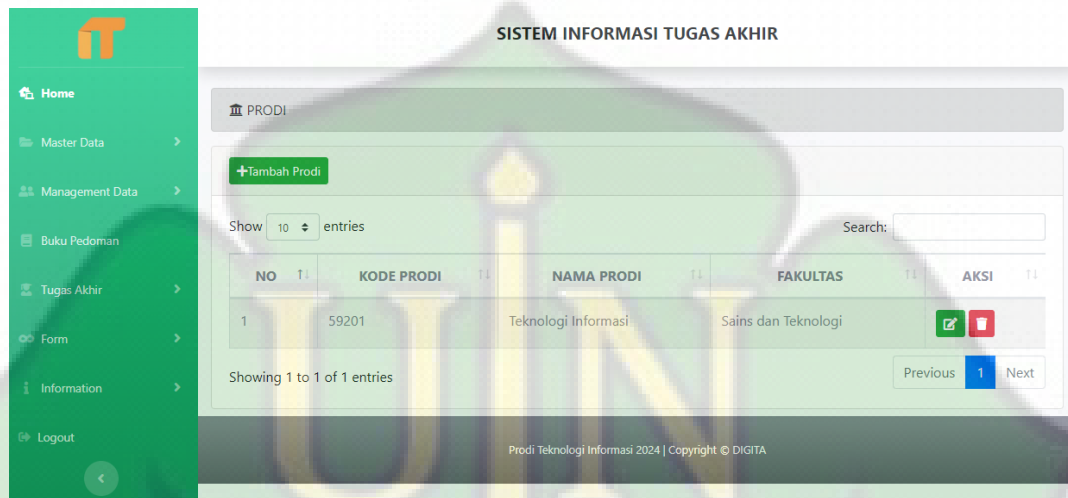 SISTEM INFORMASI TUGAS AKHIR
Home
Master Data
Management Data
Buku Pedoman
Tugas Akhir
Form
Information
Logout
PRODI
+Tambah Prodi
Show 10 entries
Search:
NO KODE PRODI NAMA PRODI FAKULTAS AKSI
1 59201 Teknologi Informasi Sains dan Teknologi
Showing 1 to 1 of 1 entries
Previous 1 Next
Prodi Teknologi Informasi 2024 | Copyright © DIGITA
UIN